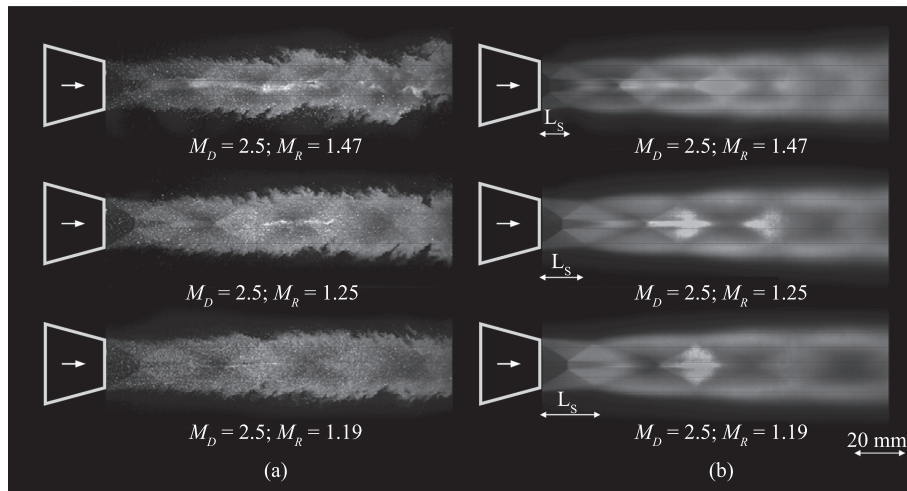 L_S
M_D = 2.5; M_R = 1.47
M_D = 2.5; M_R = 1.47
L_S
M_D = 2.5; M_R = 1.25
M_D = 2.5; M_R = 1.25
L_S
M_D = 2.5; M_R = 1.19
M_D = 2.5; M_R = 1.19
20 mm
(a)
(b)